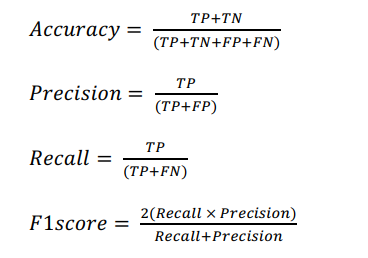 Accuracy = TP+TN / (TP+TN+FP+FN)
Precision = TP / (TP+FP)
Recall = TP / (TP+FN)
F1score = 2(Recall × Precision) / Recall+Precision